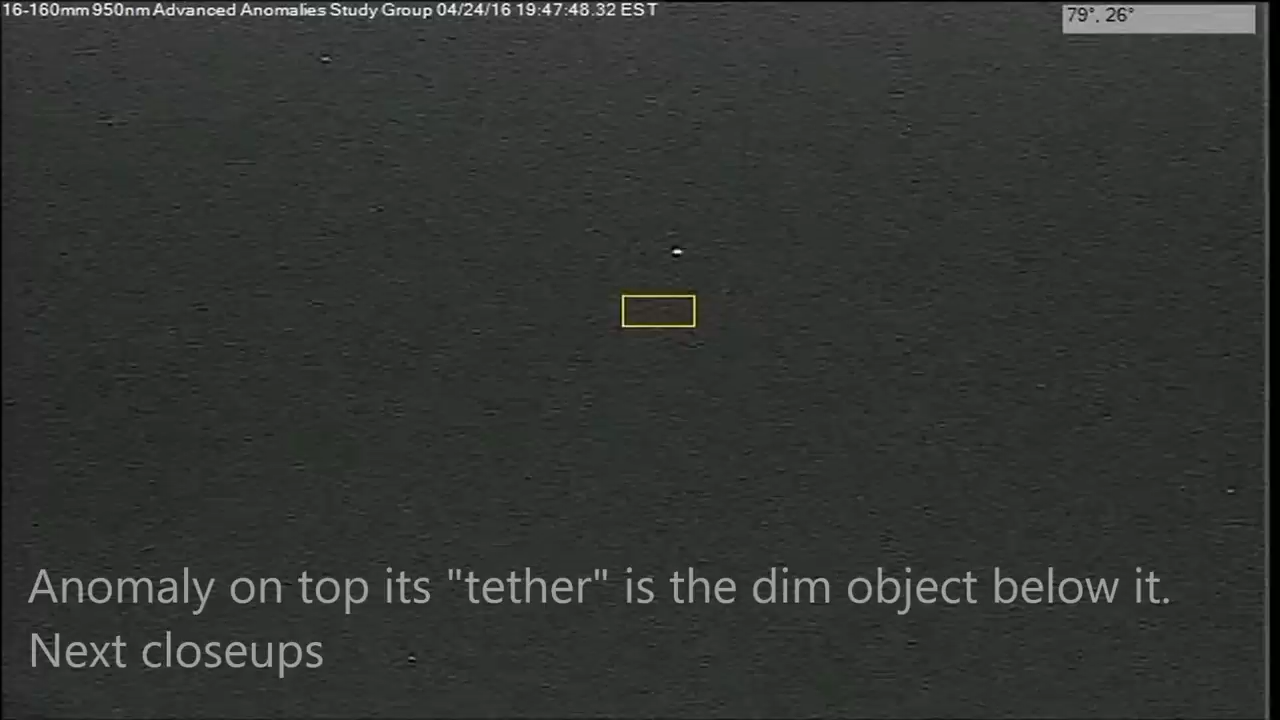 16-160mm 950nm Advanced Anomalies Study Group 04/24/16 19:47:48.32 EST
79°, 26°
Anomaly on top its "tether" is the dim object below it.
Next closeups